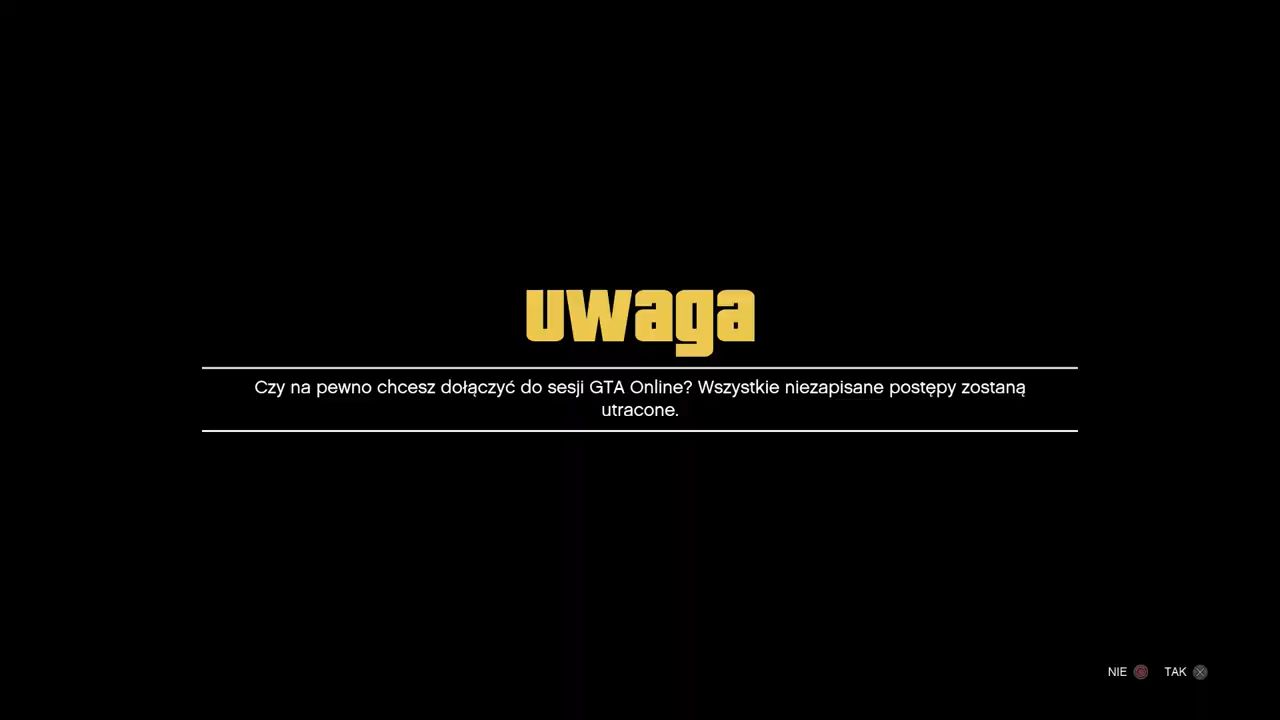 uwaga
Czy na pewno chcesz dołączyć do sesji GTA Online? Wszystkie niezapisane postępy zostaną
utracone.
NIE TAK